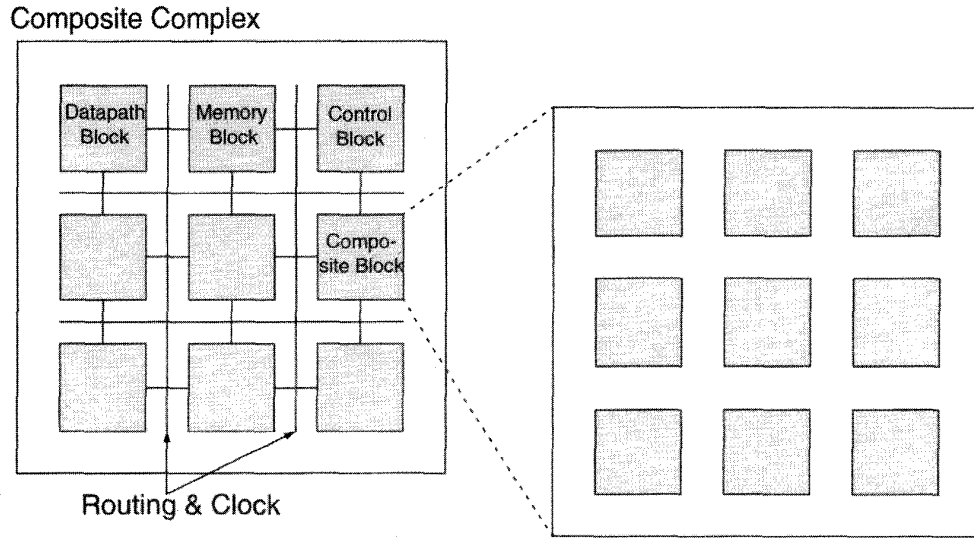 Composite Complex
Datapath
Block
Memory
Block
Control
Block
Compo-
site Block
Routing & Clock